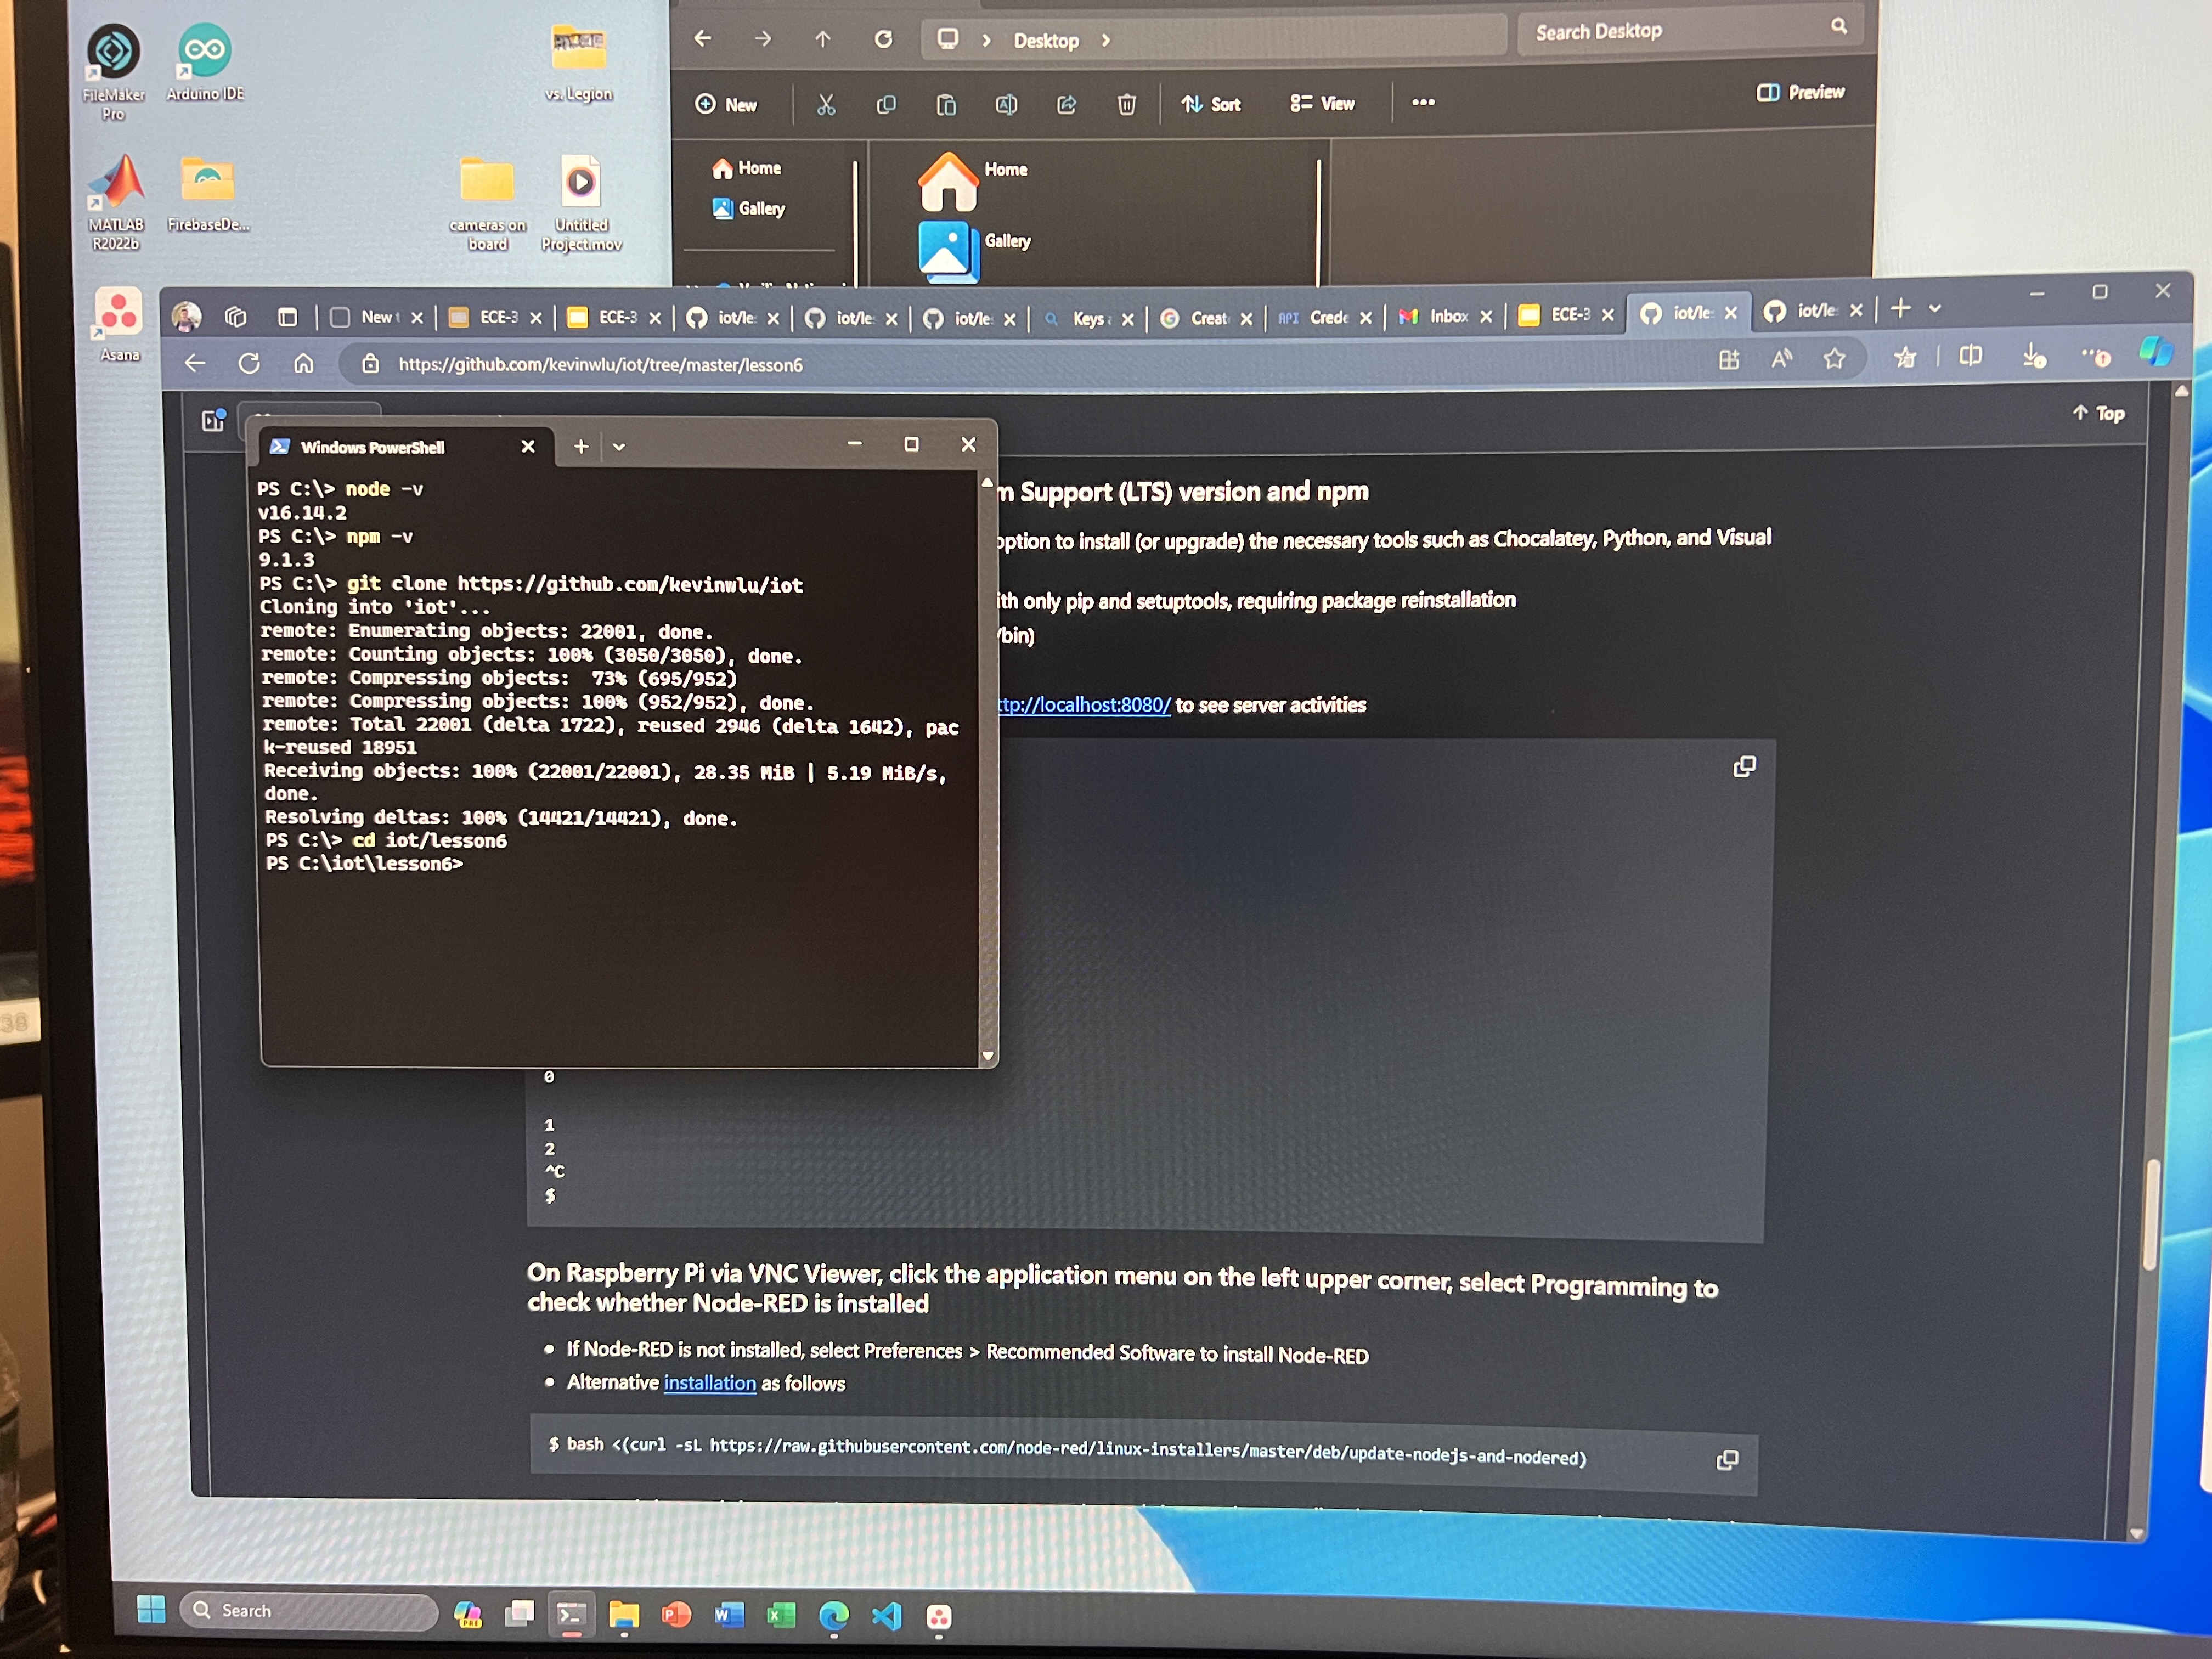 FileMaker
Pro
Arduino IDE
vs. Legion
MATLAB
R2022b
FirebaseDe...
cameras on
board
Untitled
Project.mov
Asana
Desktop
Search Desktop
New
Sort
View
Preview
Home
Gallery
Home
Gallery
New
ECE-3
ECE-3
iot/le
iot/le
iot/le
Keys
Creat
API
Crede
Inbox
ECE-3
iot/le
iot/le
https://github.com/kevinwlu/iot/tree/master/lesson6
Top
Windows PowerShell
PS C:\> node -v
v16.14.2
PS C:\> npm -v
9.1.3
PS C:\> git clone https://github.com/kevinwlu/iot
Cloning into 'iot'...
remote: Enumerating objects: 22001, done.
remote: Counting objects: 100% (3050/3050), done.
remote: Compressing objects:  73% (695/952)
remote: Compressing objects: 100% (952/952), done.
remote: Total 22001 (delta 1722), reused 2946 (delta 1642), pac
k-reused 18951
Receiving objects: 100% (22001/22001), 28.35 MiB | 5.19 MiB/s,
done.
Resolving deltas: 100% (14421/14421), done.
PS C:\> cd iot/lesson6
PS C:\iot\lesson6>
m Support (LTS) version and npm
option to install (or upgrade) the necessary tools such as Chocalatey, Python, and Visual
ith only pip and setuptools, requiring package reinstallation
/bin)
ttp://localhost:8080/ to see server activities
0
1
2
^C
$
On Raspberry Pi via VNC Viewer, click the application menu on the left upper corner, select Programming to
check whether Node-RED is installed
• If Node-RED is not installed, select Preferences > Recommended Software to install Node-RED
• Alternative installation as follows
$ bash <(curl -sL https://raw.githubusercontent.com/node-red/linux-installers/master/deb/update-nodejs-and-nodered)
Search
PRE
38